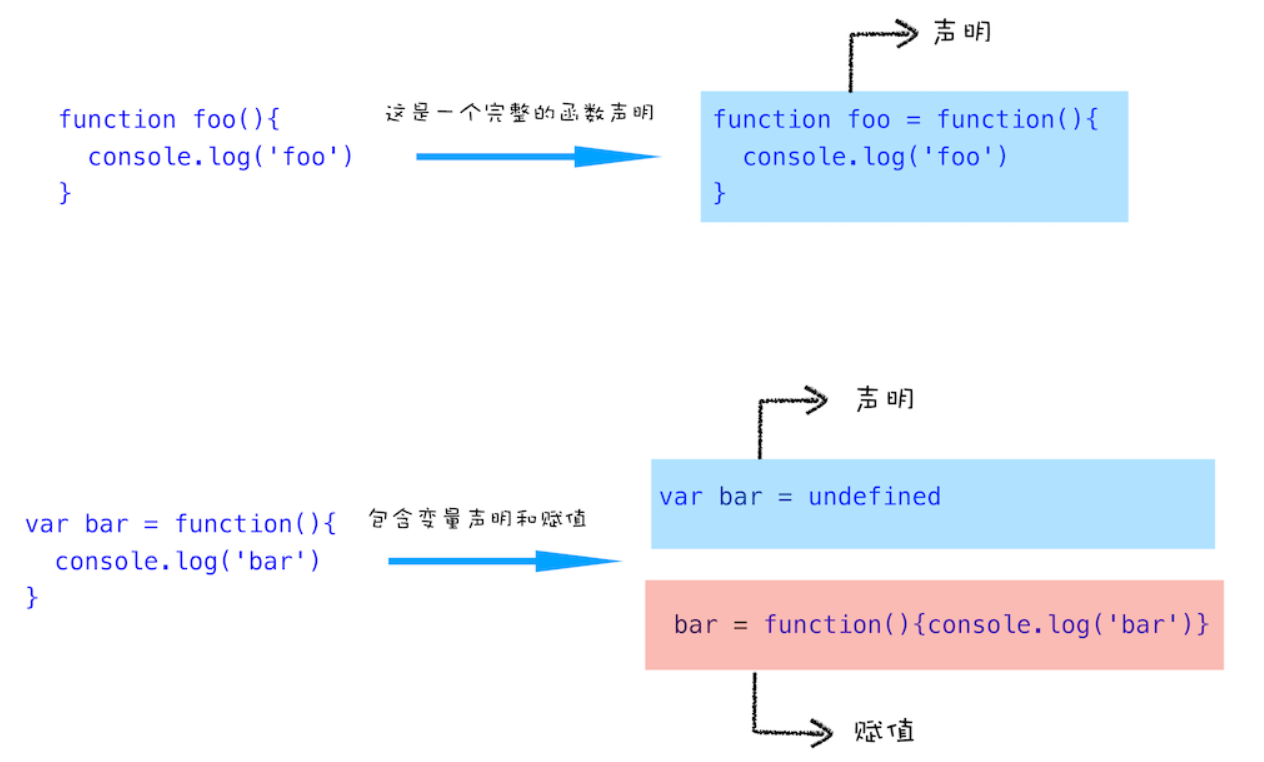 声明
function foo(){
console.log('foo')
}
这是一个完整的函数声明
function foo = function(){
console.log('foo')
}
声明
var bar = function(){
console.log('bar')
}
包含变量声明和赋值
var bar = undefined
bar = function(){console.log('bar')}
赋值